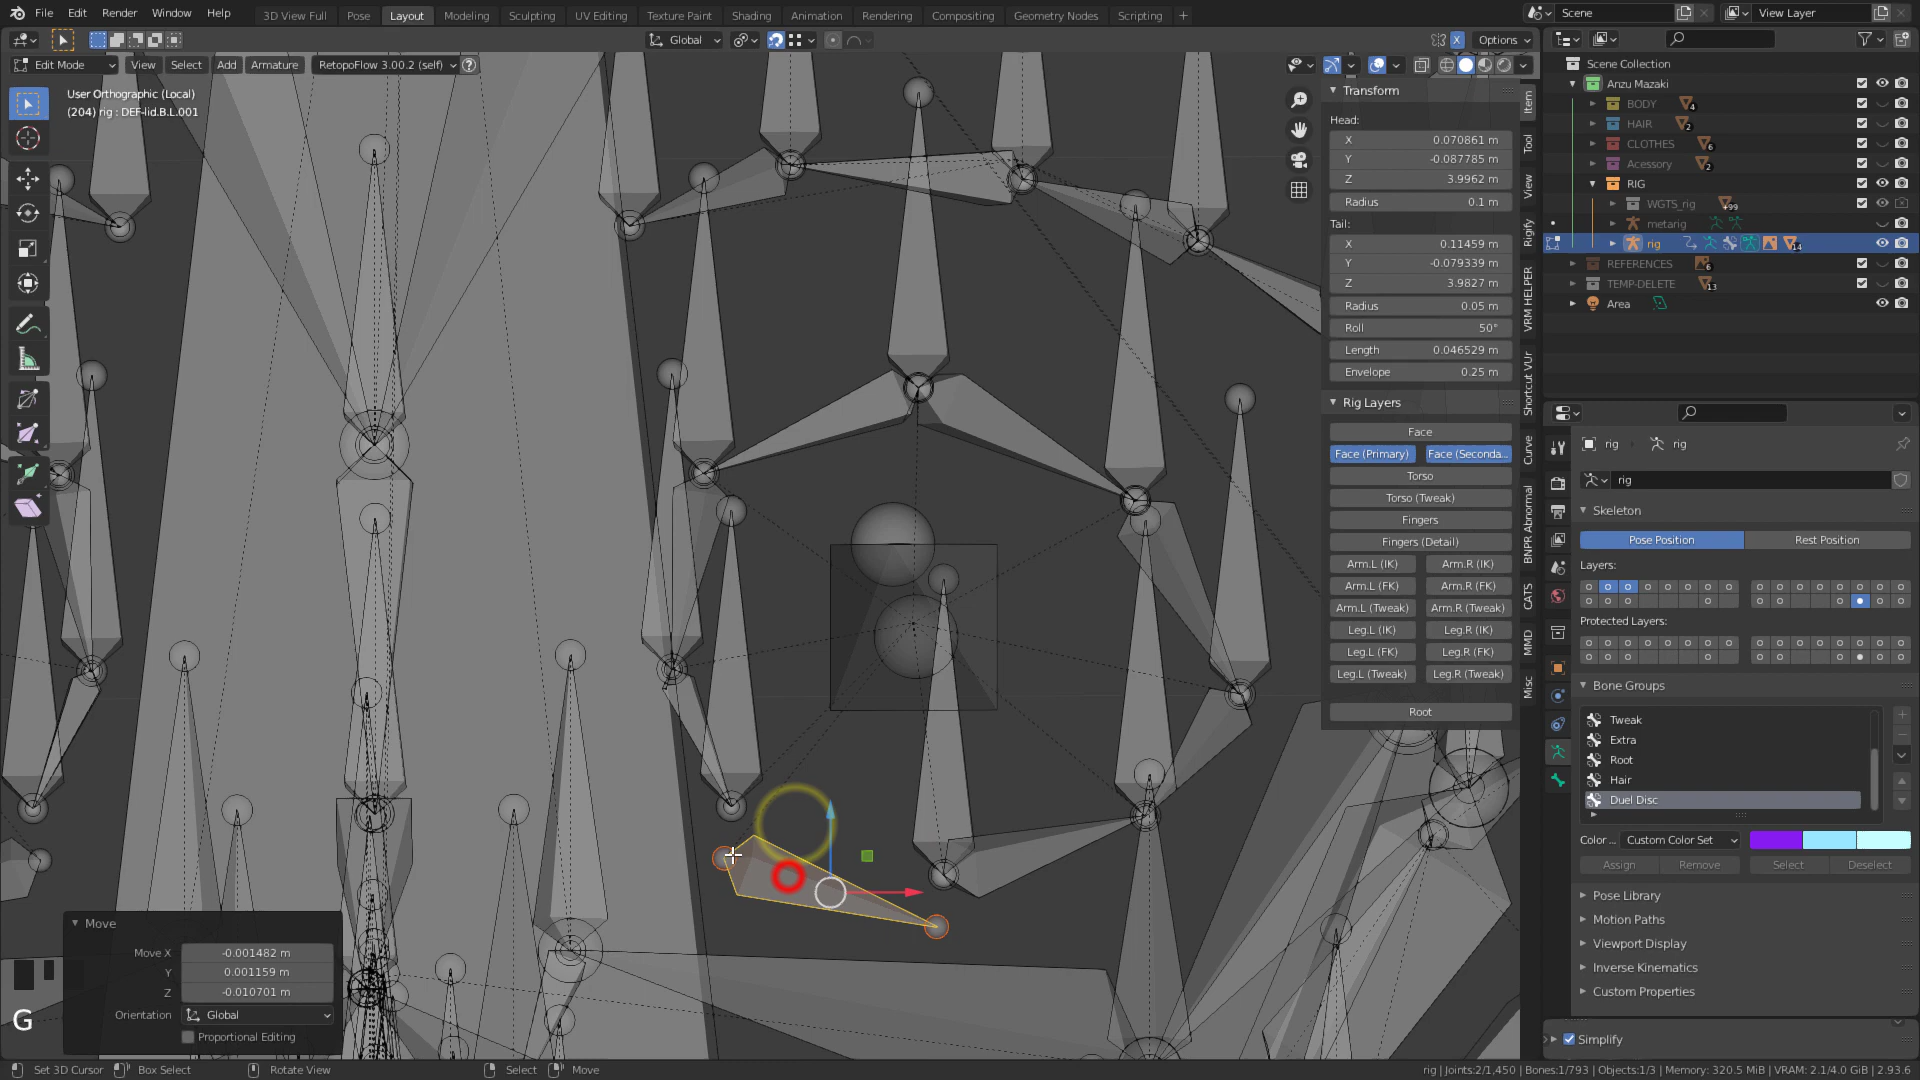 File Edit Render Window Help
3D View Full Pose Layout Modeling Sculpting UV Editing Texture Paint Shading Animation Rendering Compositing Geometry Nodes Scripting +
Scene
View Layer
Global
X Options
Edit Mode View Select Add Armature RetopoFlow 3.00.2 (self) ?
User Orthographic (Local)
(204) rig : DEF-lid.B.L.001
Transform
Head:
X 0.070861 m
Y -0.087785 m
Z 3.9962 m
Radius 0.1 m
Tail:
X 0.11459 m
Y -0.079339 m
Z 3.9827 m
Radius 0.05 m
Roll 50°
Length 0.046529 m
Envelope 0.25 m
Rig Layers
Face
Face (Primary) Face (Seconda...
Torso
Torso (Tweak)
Fingers
Fingers (Detail)
Arm.L (IK) Arm.R (IK)
Arm.L (FK) Arm.R (FK)
Arm.L (Tweak) Arm.R (Tweak)
Leg.L (IK) Leg.R (IK)
Leg.L (FK) Leg.R (FK)
Leg.L (Tweak) Leg.R (Tweak)
Root
Item
Tool
View
Rigify
VRM HELPER
Shortcut VUr
Curve
BNPR Abnormal
CATS
MMD
Misc
Scene Collection
Anzu Mazaki
BODY 4
HAIR 2
CLOTHES 6
Acessory 2
RIG
WGTS_rig +99
metarig
rig 14
REFERENCES 6
TEMP-DELETE 13
Area
rig rig
rig
Skeleton
Pose Position Rest Position
Layers:
Protected Layers:
Bone Groups
Tweak
Extra
Root
Hair
Duel Disc
Color ... Custom Color Set
Assign Remove Select Deselect
Pose Library
Motion Paths
Viewport Display
Inverse Kinematics
Custom Properties
Simplify
Move
Move X -0.001482 m
Y 0.001159 m
Z -0.010701 m
Orientation Global
Proportional Editing
G
Set 3D Cursor Box Select Rotate View Select Move
rig | Joints:2/1,450 | Bones:1/793 | Objects:1/3 | Memory: 320.5 MiB | VRAM: 2.1/4.0 GiB | 2.93.6